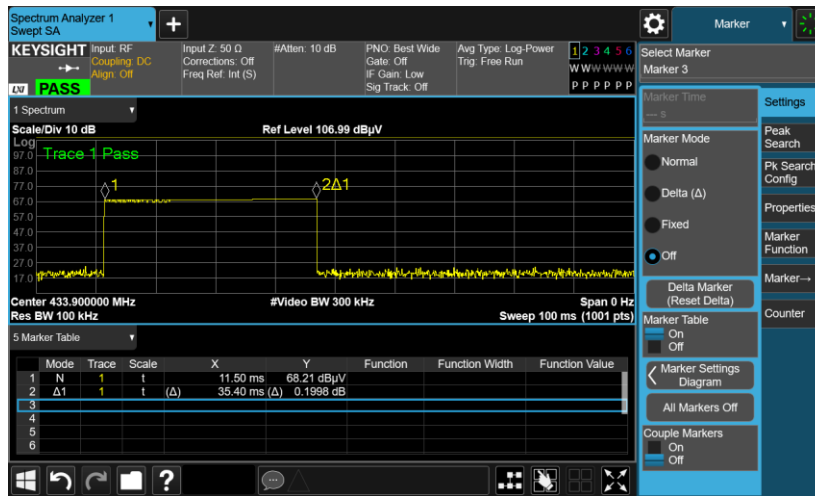 Spectrum Analyzer 1
Swept SA
+
Marker
KEYSIGHT
Input: RF
Coupling: DC
Align: Off
Input Z: 50 Ω
Corrections: Off
Freq Ref: Int (S)
#Atten: 10 dB
PNO: Best Wide
Gate: Off
IF Gain: Low
Sig Track: Off
Avg Type: Log-Power
Trig: Free Run
1 2 3 4 5 6
W W W W W W
P P P P P P
LXI PASS
Select Marker
Marker 3
1 Spectrum
Scale/Div 10 dB
Ref Level 106.99 dBµV
Log
Trace 1 Pass
97.0
87.0
77.0
67.0
57.0
47.0
37.0
27.0
17.0
1
2Δ1
Center 433.900000 MHz
#Video BW 300 kHz
Span 0 Hz
Res BW 100 kHz
Sweep 100 ms (1001 pts)
5 Marker Table
Mode Trace Scale X Y Function Function Width Function Value
1 N 1 t 11.50 ms 68.21 dBµV
2 Δ1 1 t (Δ) 35.40 ms (Δ) 0.1998 dB
3
4
5
6
Marker Time
--- s
Marker Mode
Normal
Delta (Δ)
Fixed
Off
Delta Marker
(Reset Delta)
Marker Table
On
Off
Marker Settings
Diagram
All Markers Off
Couple Markers
On
Off
Settings
Peak
Search
Pk Search
Config
Properties
Marker
Function
Marker→
Counter
?